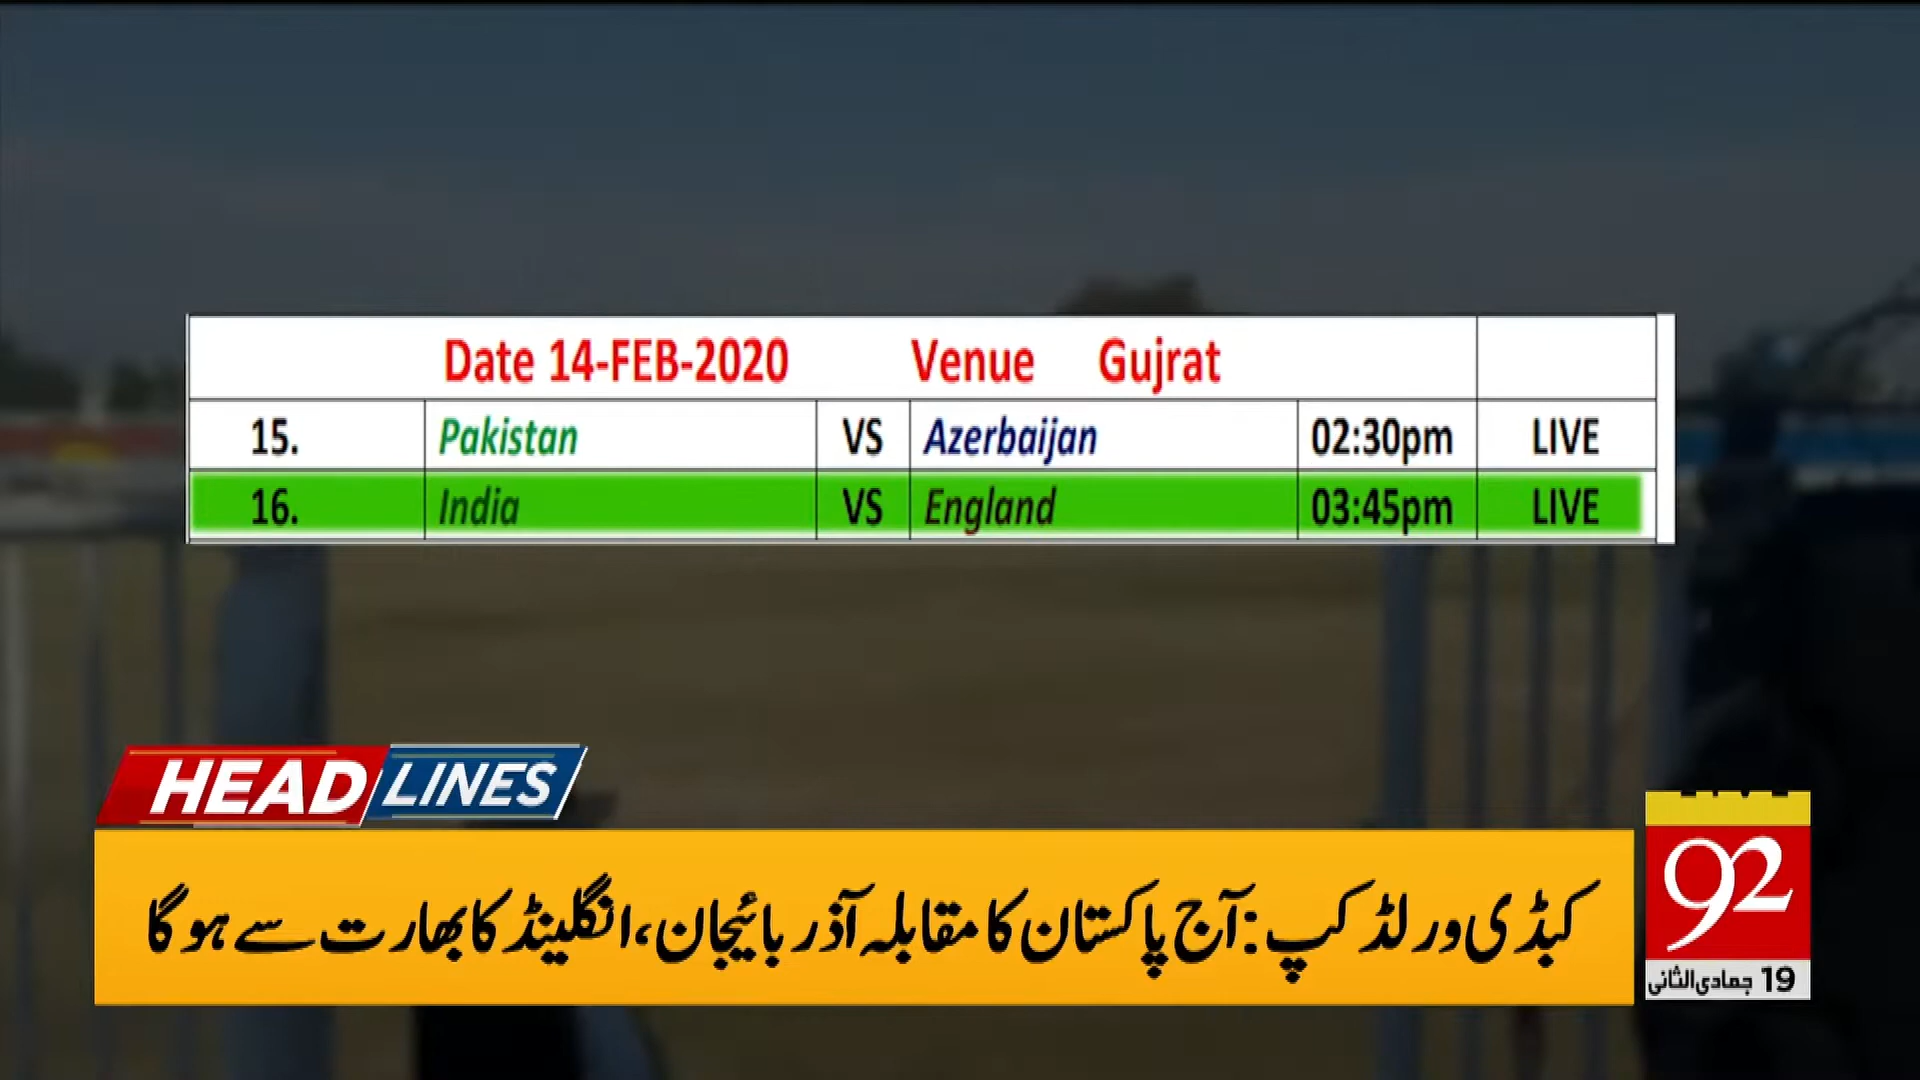 Date 14-FEB-2020 Venue Gujrat
15. Pakistan VS Azerbaijan 02:30pm LIVE
16. India VS England 03:45pm LIVE
HEADLINES
کبڈی ورلڈ کپ: آج پاکستان کا مقابلہ آذربائیجان، انگلینڈ کا بھارت سے ہو گا
92
19 جمادی الثانی